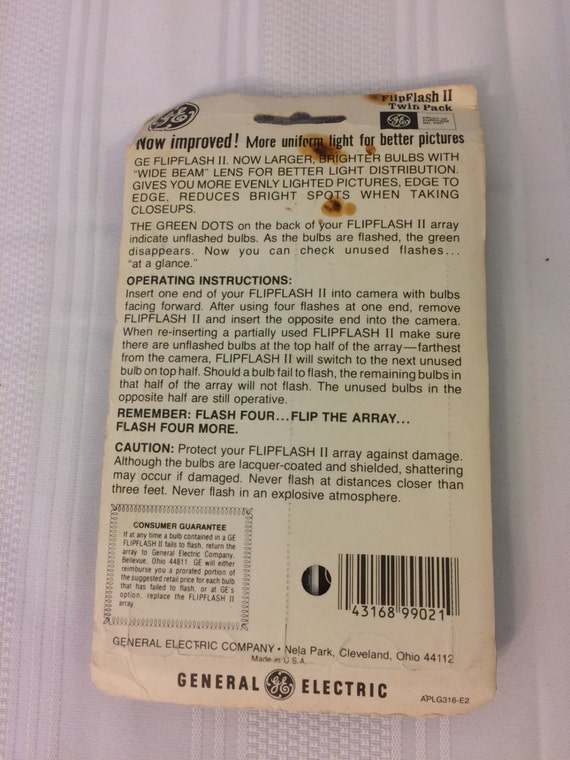 FlipFlash II
Twin Pack
GE
Now improved! More uniform light for better pictures
GE FLIPFLASH II. NOW LARGER, BRIGHTER BULBS WITH
"WIDE BEAM" LENS FOR BETTER LIGHT DISTRIBUTION.
GIVES YOU MORE EVENLY LIGHTED PICTURES, EDGE TO
EDGE. REDUCES BRIGHT SPOTS WHEN TAKING
CLOSEUPS.
THE GREEN DOTS on the back of your FLIPFLASH II array
indicate unflashed bulbs. As the bulbs are flashed, the green
disappears. Now you can check unused flashes...
"at a glance."
OPERATING INSTRUCTIONS:
Insert one end of your FLIPFLASH II into camera with bulbs
facing forward. After using four flashes at one end, remove
FLIPFLASH II and insert the opposite end into the camera.
When re-inserting a partially used FLIPFLASH II make sure
there are unflashed bulbs at the top half of the array—farthest
from the camera, FLIPFLASH II will switch to the next unused
bulb on top half. Should a bulb fail to flash, the remaining bulbs in
that half of the array will not flash. The unused bulbs in the
opposite half are still operative.
REMEMBER: FLASH FOUR...FLIP THE ARRAY...
FLASH FOUR MORE.
CAUTION: Protect your FLIPFLASH II array against damage.
Although the bulbs are lacquer-coated and shielded, shattering
may occur if damaged. Never flash at distances closer than
three feet. Never flash in an explosive atmosphere.
CONSUMER GUARANTEE
If at any time a bulb contained in a GE
FLIPFLASH II fails to flash, return the
array to General Electric Company,
Bellevue, Ohio 44811. GE will either
reimburse you a prorated portion of
the suggested retail price for each bulb
that has failed to flash, or at GE's
option, replace the FLIPFLASH II
array.
43168 99021
GENERAL ELECTRIC COMPANY • Nela Park, Cleveland, Ohio 44112
Made in U.S.A.
GENERAL GE ELECTRIC
APLG316-E2